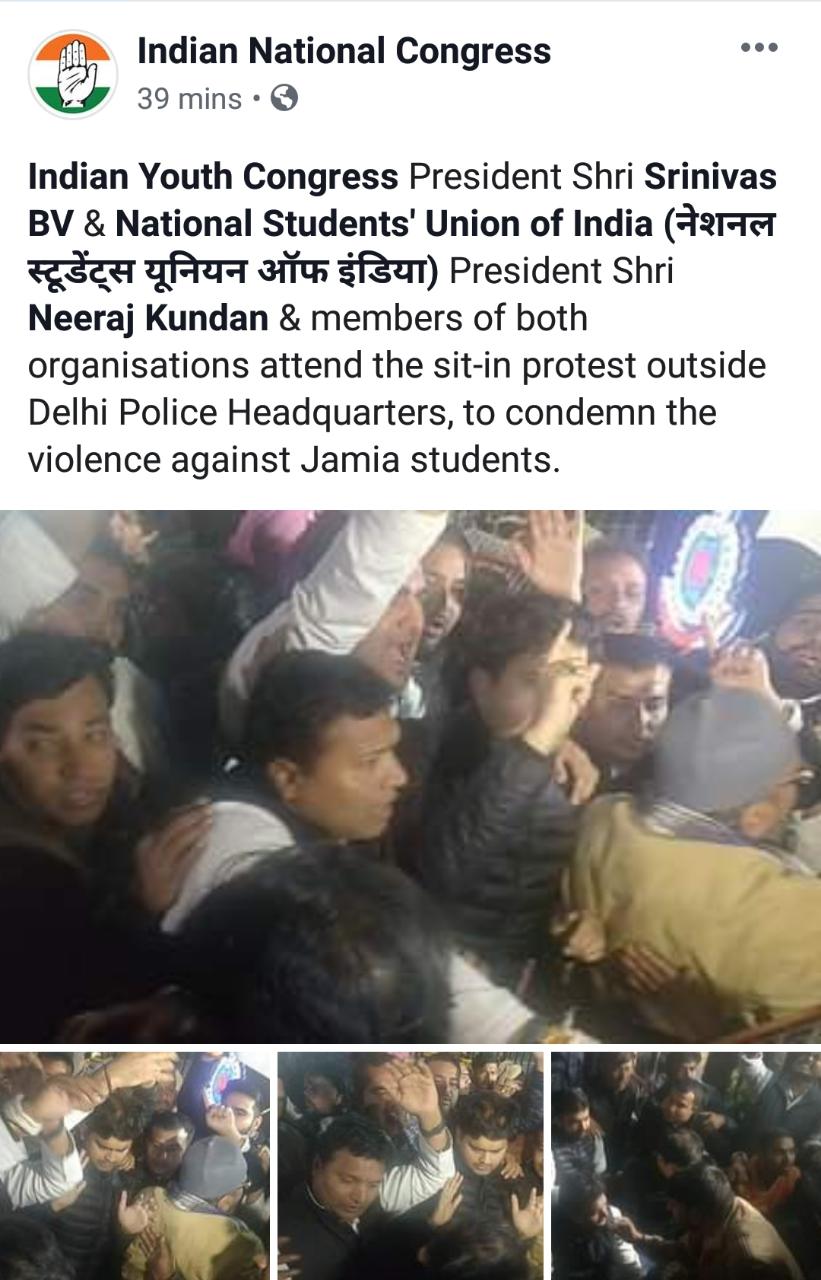 Indian National Congress
39 mins •
Indian Youth Congress President Shri Srinivas
BV & National Students' Union of India (नेशनल
स्टूडेंट्स यूनियन ऑफ इंडिया) President Shri
Neeraj Kundan & members of both
organisations attend the sit-in protest outside
Delhi Police Headquarters, to condemn the
violence against Jamia students.